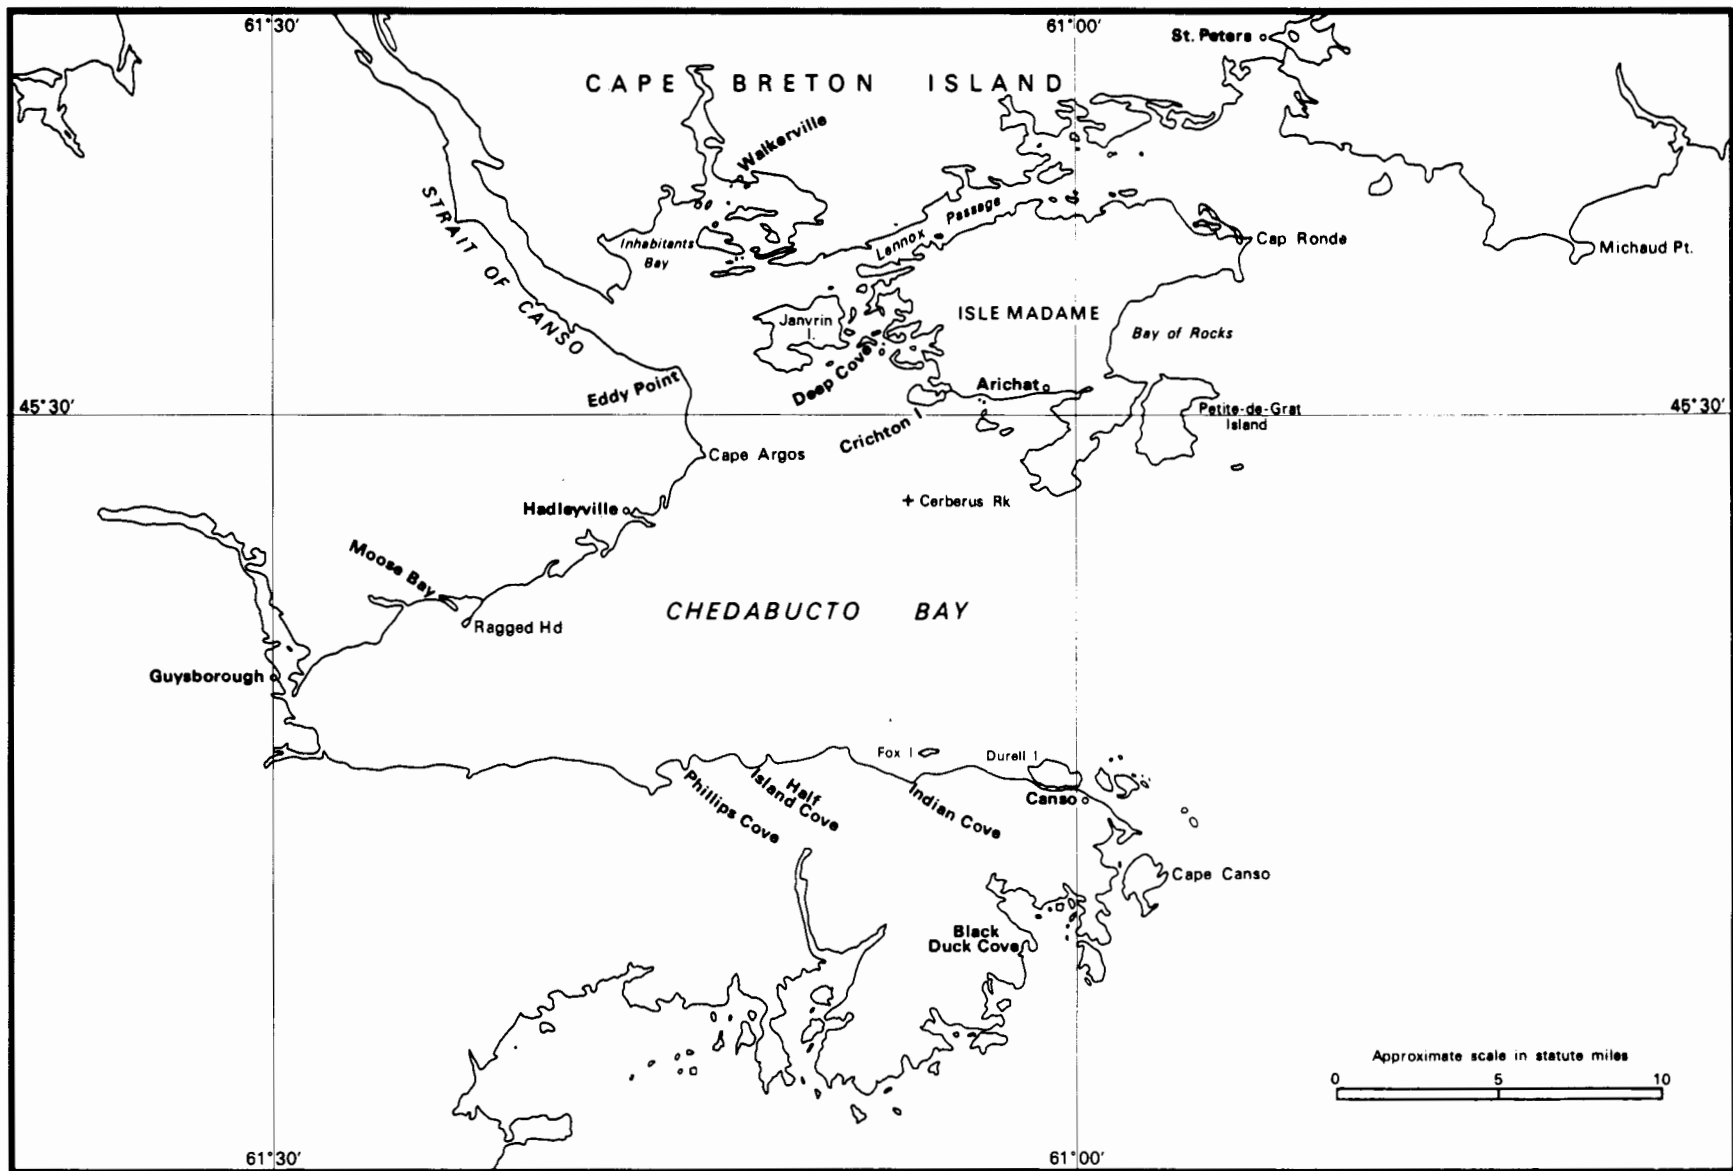 61°30′
61°00′
St. Peters
CAPE BRETON ISLAND
Walkerville
STRAIT OF CANSO
Inhabitants
Bay
Lennox Passage
Cap Ronde
Michaud Pt.
Janvrin
I.
ISLE MADAME
Bay of Rocks
Deep Cove
Eddy Point
Arichat
45°30′
45°30′
Petite-de-Grat
Island
Crichton I
Cape Argos
Cerberus Rk
Hadleyville
Moose Bay
CHEDABUCTO BAY
Ragged Hd
Guysborough
Fox I
Durell I
Phillips Cove
Half
Island Cove
Indian Cove
Canso
Cape Canso
Black
Duck Cove
Approximate scale in statute miles
0 5 10
61°30′
61°00′